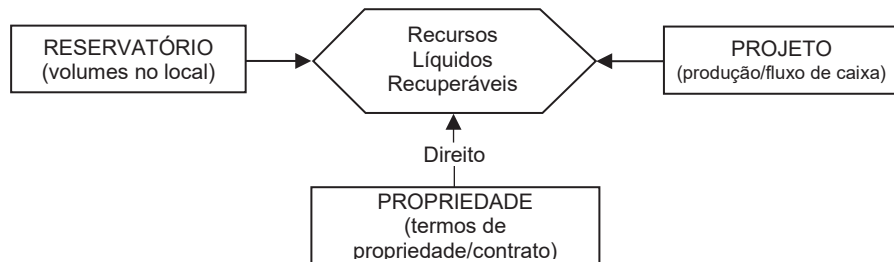 RESERVATÓRIO
(volumes no local)
Recursos
Líquidos
Recuperáveis
PROJETO
(produção/fluxo de caixa)
Direito
PROPRIEDADE
(termos de
propriedade/contrato)